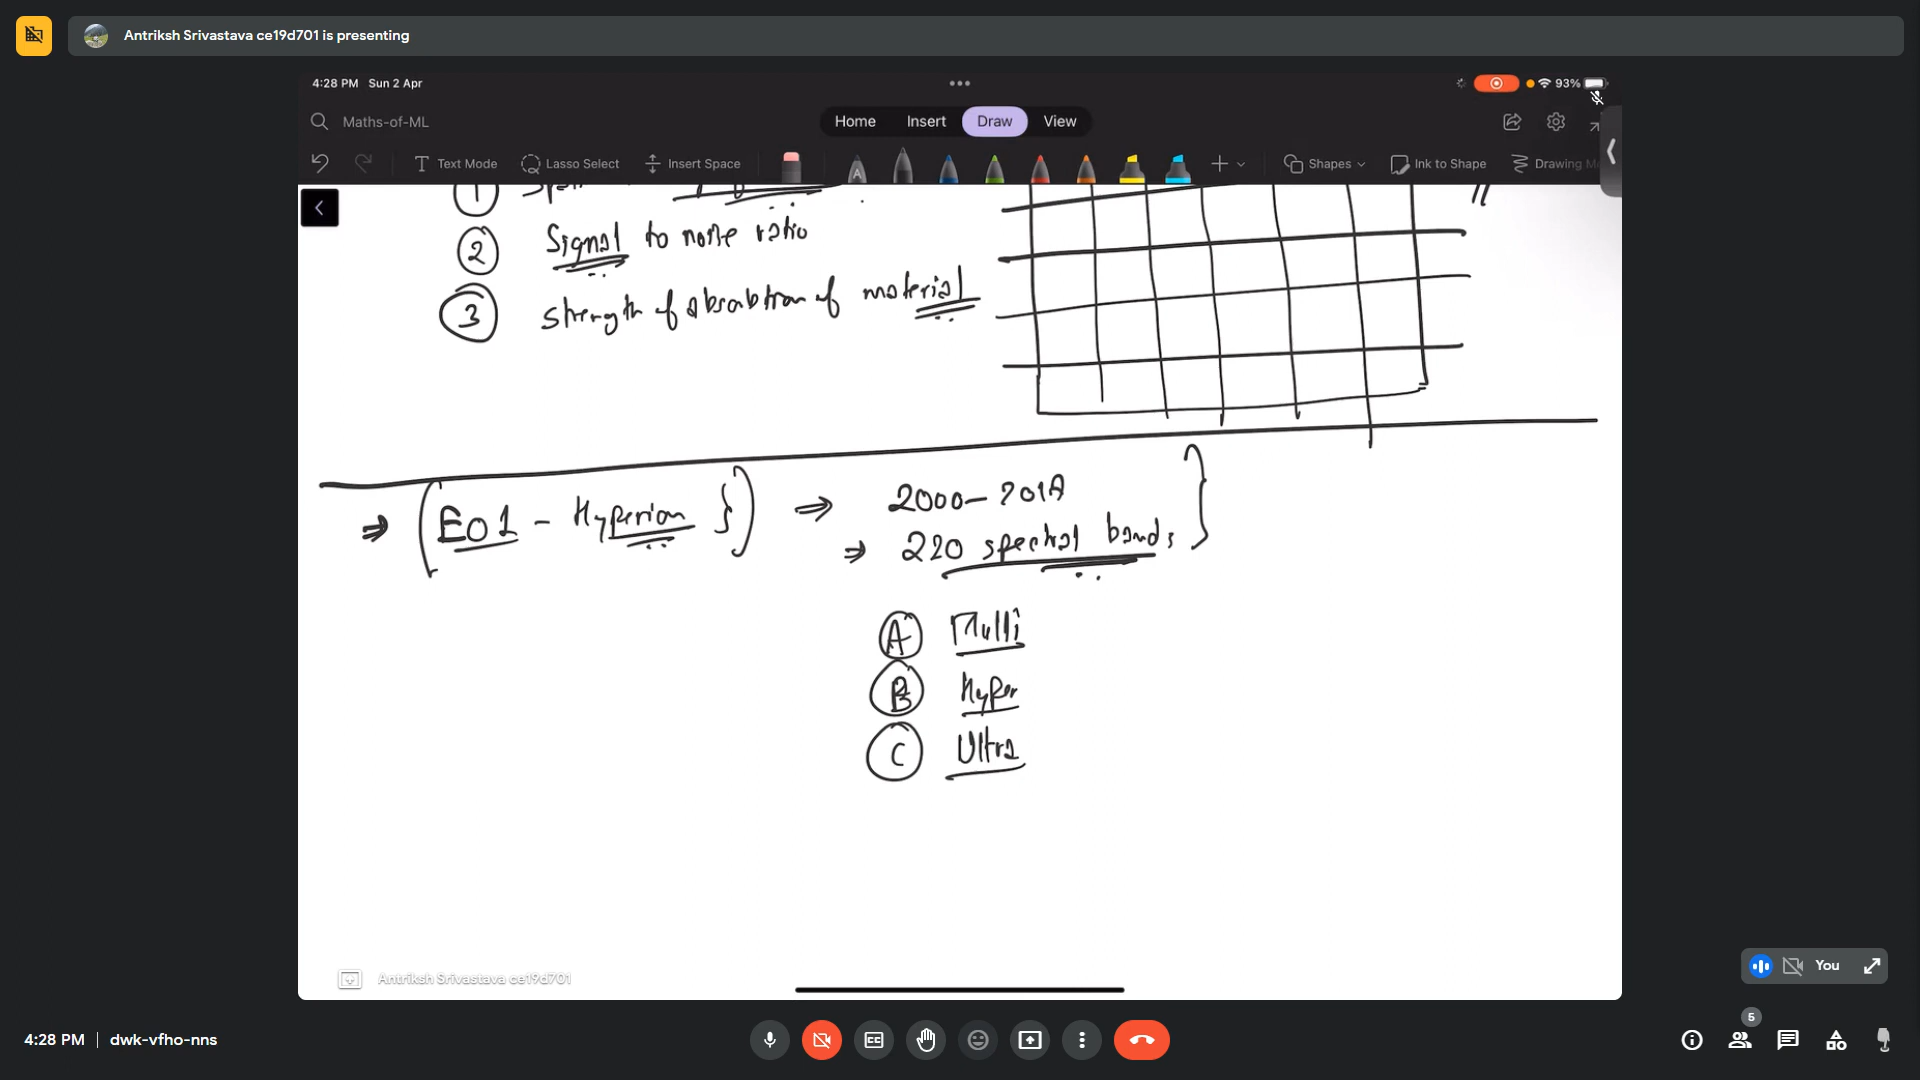 Antriksh Srivastava ce19d701 is presenting
4:28 PM Sun 2 Apr
93%
Maths-of-ML
Home Insert Draw View
Text Mode Lasso Select Insert Space A Shapes Ink to Shape Drawing M
1
2 Signal to noise ratio
3 strength of absorbtion of material
⇒ (EO1 - Hyperion }) ⇒ 2000-201
⇒ 220 spectral bands
A Multi
B Hyper
C Ultra
Antriksh Srivastava ce19d701
You
4:28 PM | dwk-vfho-nns
5